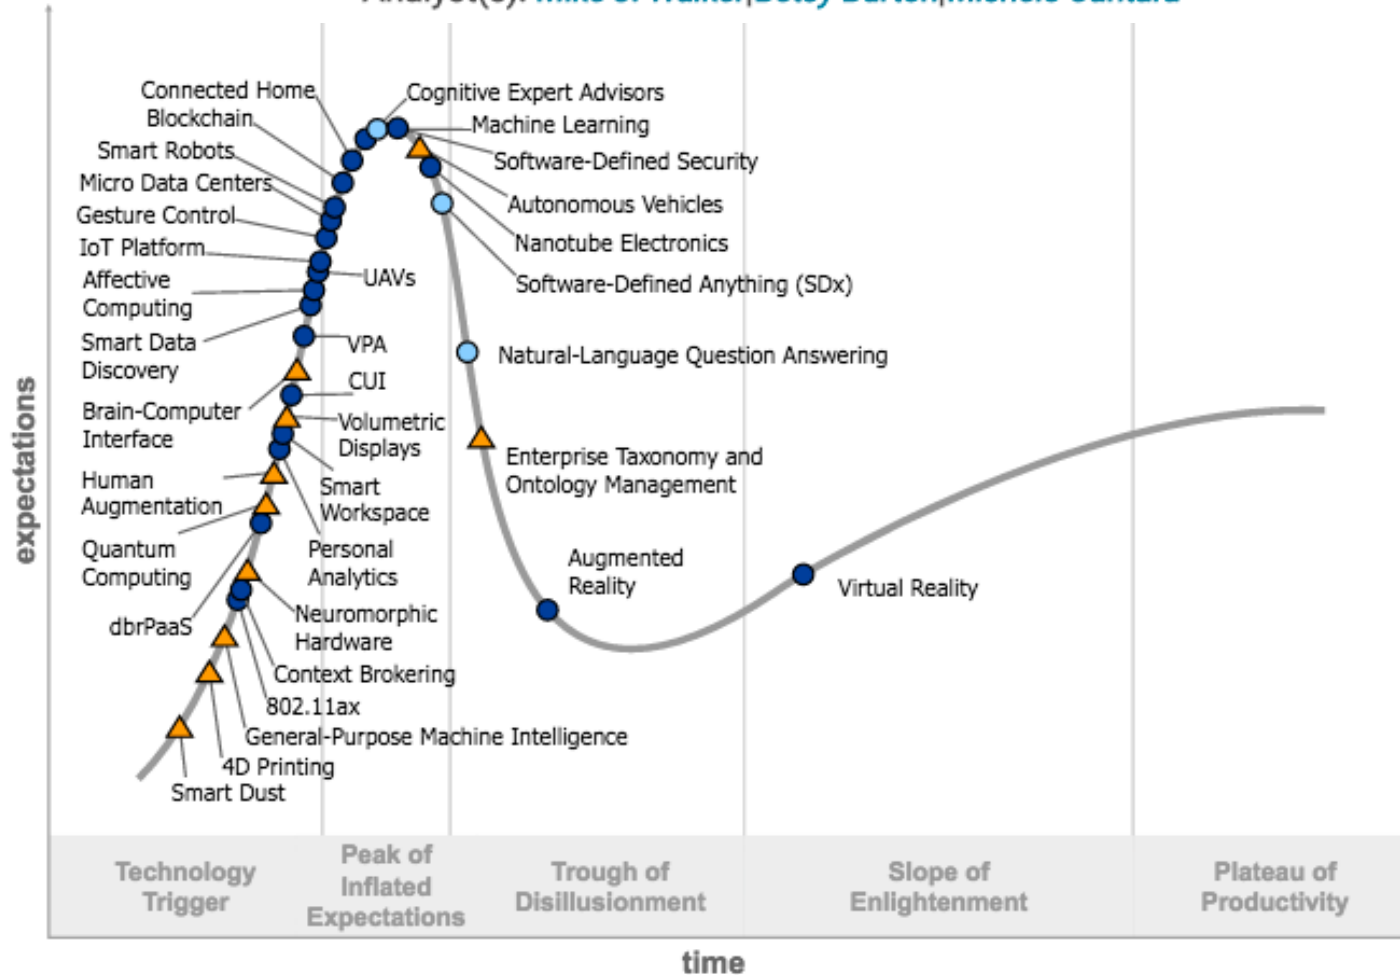 Connected Home
Cognitive Expert Advisors
Blockchain
Machine Learning
Smart Robots
Software-Defined Security
Micro Data Centers
Autonomous Vehicles
Gesture Control
Nanotube Electronics
IoT Platform
UAVs
Software-Defined Anything (SDx)
Affective
Computing
Smart Data
Discovery
VPA
Natural-Language Question Answering
CUI
Brain-Computer
Interface
Volumetric
Displays
Enterprise Taxonomy and
Ontology Management
Human
Augmentation
Smart
Workspace
Quantum
Computing
Personal
Analytics
Augmented
Reality
Virtual Reality
dbrPaaS
Neuromorphic
Hardware
Context Brokering
802.11ax
General-Purpose Machine Intelligence
4D Printing
Smart Dust
expectations
Technology
Trigger
Peak of
Inflated
Expectations
Trough of
Disillusionment
Slope of
Enlightenment
Plateau of
Productivity
time